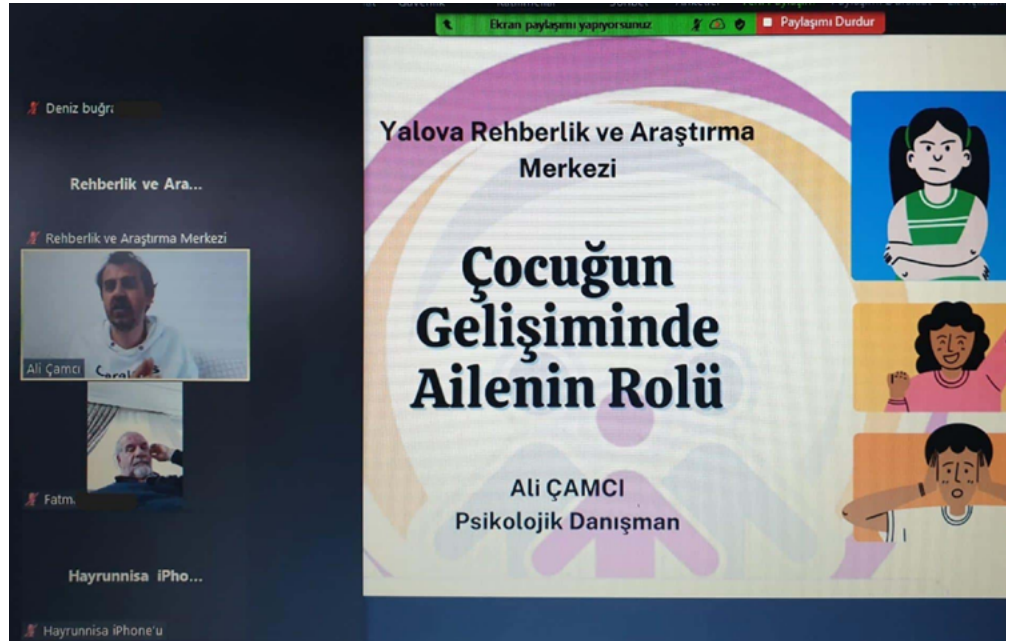 Ekran paylaşımı yapıyorsunuz
Paylaşımı Durdur
Deniz buğr
Rehberlik ve Ara...
Rehberlik ve Araştırma Merkezi
Ali Çamcı
Fatm
Hayrunnisa iPho...
Hayrunnisa iPhone'u
Yalova Rehberlik ve Araştırma
Merkezi
Çocuğun
Gelişiminde
Ailenin Rolü
Ali ÇAMCI
Psikolojik Danışman